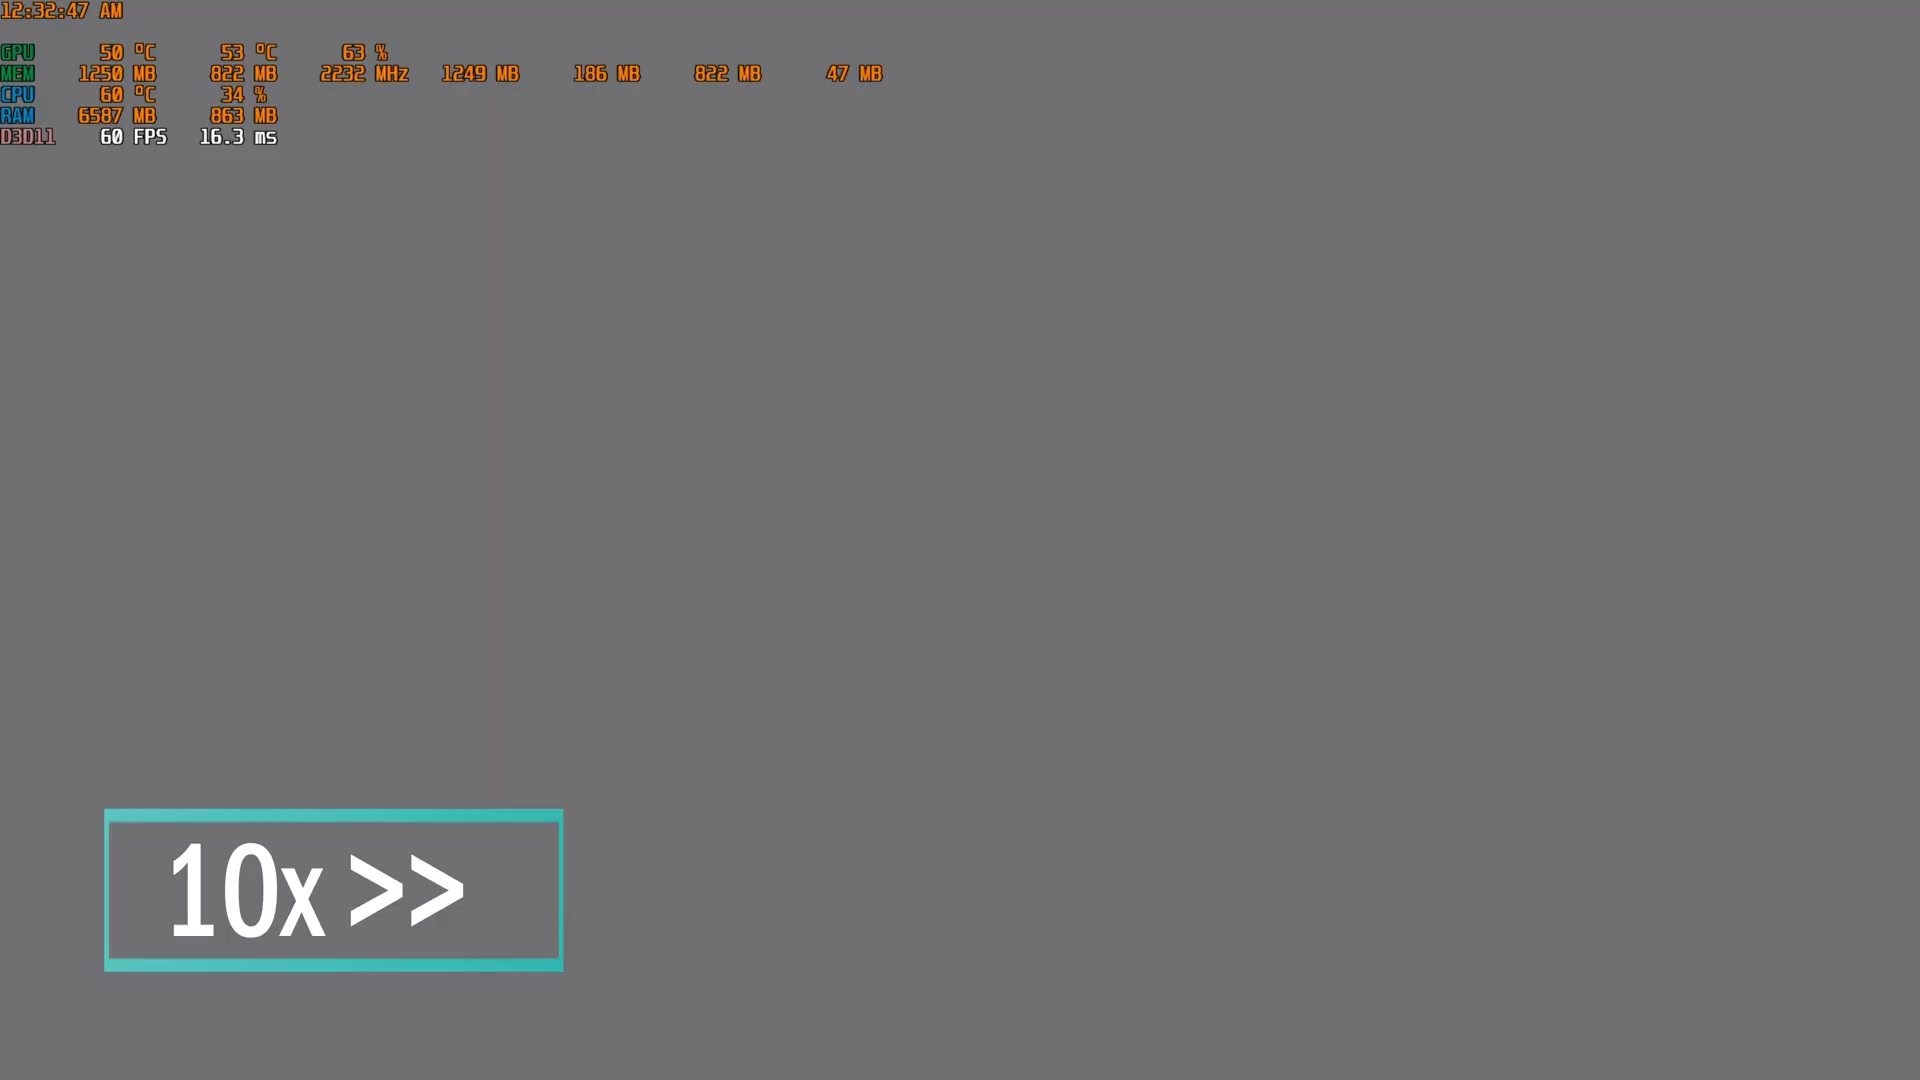 12:32:47 AM
GPU 50 °C 53 °C 63 %
MEM 1250 MB 822 MB 2232 MHz 1249 MB 186 MB 822 MB 47 MB
CPU 60 °C 34 %
RAM 6587 MB 863 MB
D3D11 60 FPS 16.3 ms
10x >>